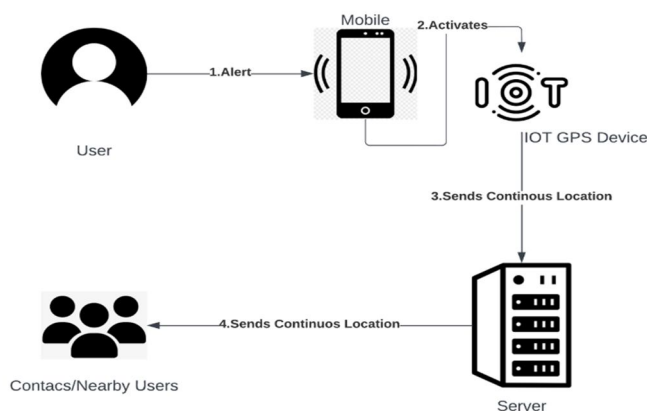 Mobile
2.Activates
1.Alert
IOT
User
IOT GPS Device
3.Sends Continous Location
4.Sends Continuos Location
Contacs/Nearby Users
Server